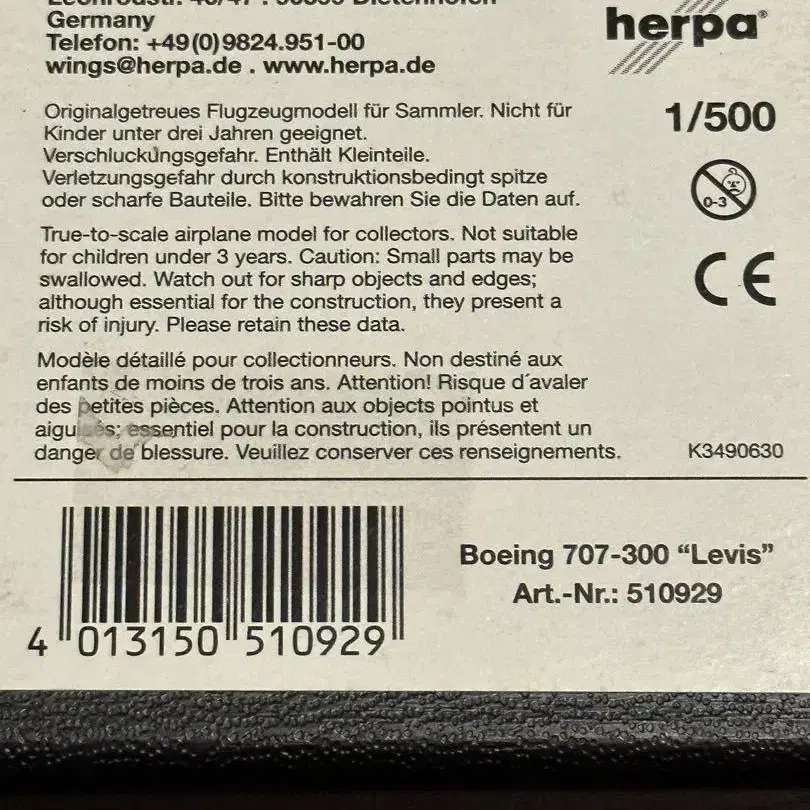 Germany
Telefon: +49(0)9824.951-00
wings@herpa.de . www.herpa.de
herpa®
1/500
Originalgetreues Flugzeugmodell für Sammler. Nicht für
Kinder unter drei Jahren geeignet.
Verschluckungsgefahr. Enthält Kleinteile.
Verletzungsgefahr durch konstruktionsbedingt spitze
oder scharfe Bauteile. Bitte bewahren Sie die Daten auf.
0-3
True-to-scale airplane model for collectors. Not suitable
for children under 3 years. Caution: Small parts may be
swallowed. Watch out for sharp objects and edges;
although essential for the construction, they present a
risk of injury. Please retain these data.
CE
Modèle détaillé pour collectionneurs. Non destiné aux
enfants de moins de trois ans. Attention! Risque d´avaler
des petites pièces. Attention aux objects pointus et
essentiel pour la construction, ils présentent un
danger de blessure. Veuillez conserver ces renseignements.
K3490630
Boeing 707-300 “Levis”
Art.-Nr.: 510929
4 013150 510929